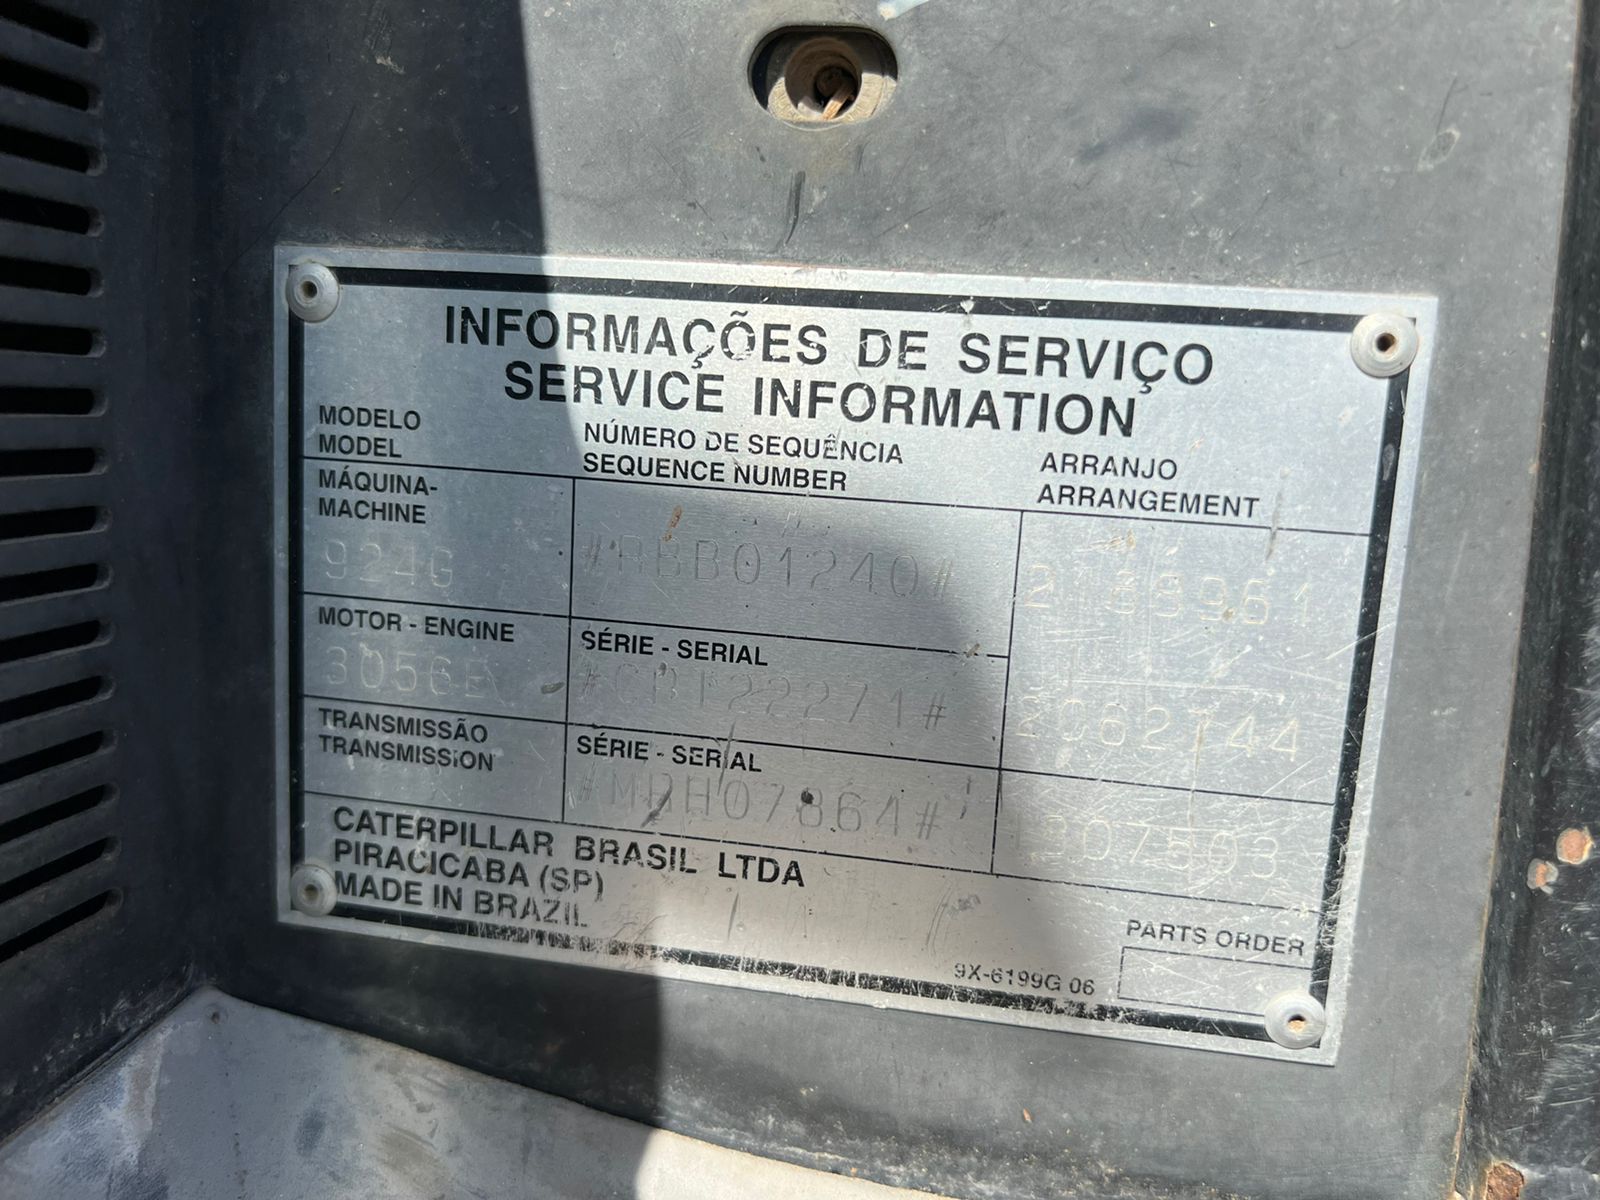 INFORMAÇÕES DE SERVIÇO
SERVICE INFORMATION
MODELO
MODEL
NÚMERO DE SEQUÊNCIA
SEQUENCE NUMBER
ARRANJO
ARRANGEMENT
MÁQUINA-
MACHINE
924G
#RBB01240#
MOTOR - ENGINE
3056E
SÉRIE - SERIAL
2062744
TRANSMISSÃO
TRANSMISSION
SÉRIE - SERIAL
CATERPILLAR BRASIL LTDA
PIRACICABA (SP)
MADE IN BRAZIL
PARTS ORDER
9X-6199G 06